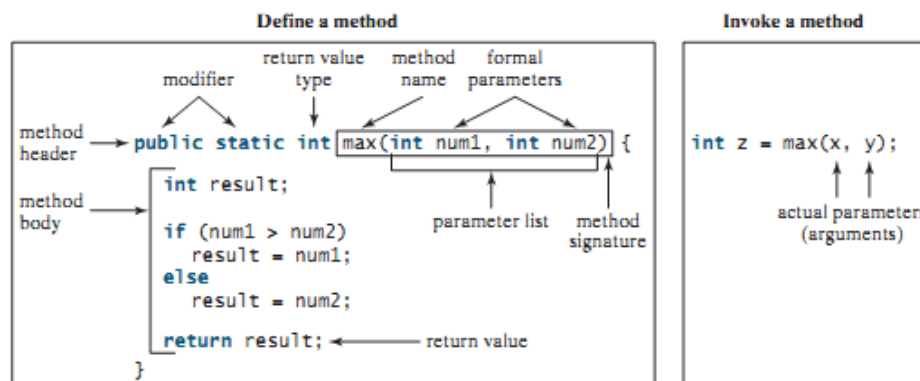 Define a method
Invoke a method
return value
type
method
name
formal
parameters
modifier
method
header
public static int max(int num1, int num2) {
int z = max(x, y);
method
body
int result;
parameter list
method
signature
actual parameters
(arguments)
if (num1 > num2)
result = num1;
else
result = num2;
return result;
return value
}